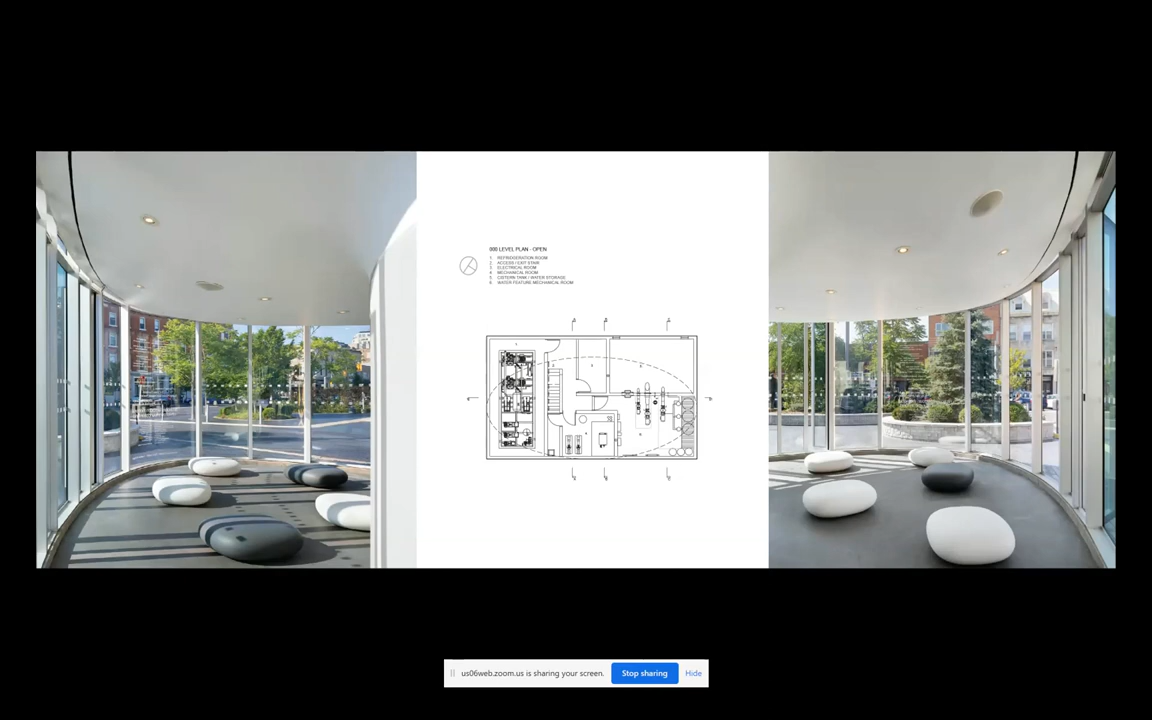 000 LEVEL PLAN - OPEN
1. REFRIGERATION ROOM
2. ACCESS / EXIT STAIR
3. ELECTRICAL ROOM
4. MECHANICAL ROOM
5. CISTERN TANK / WATER STORAGE
6. WATER FEATURE MECHANICAL ROOM
us06web.zoom.us is sharing your screen.
Stop sharing
Hide